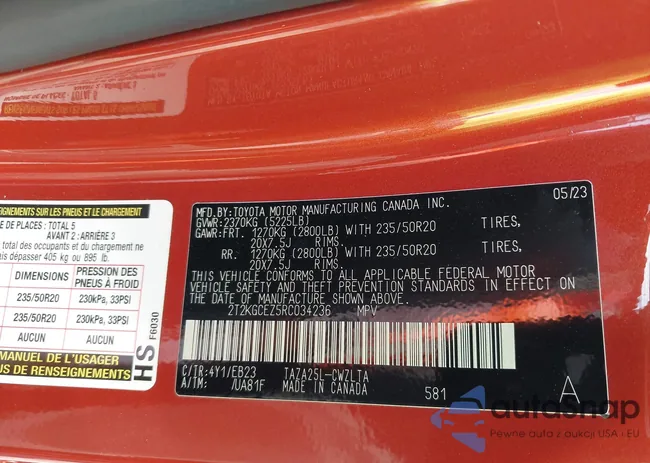 NSEIGNEMENTS SUR LES PNEUS ET LE CHARGEMENT
E DE PLACES : TOTAL 5
AVANT 2 : ARRIÈRE 3
total des occupants et du chargement ne
ais dépasser 405 kg ou 895 lb.
DIMENSIONS PRESSION DES PNEUS À FROID
235/50R20 230kPa, 33PSI
235/50R20 230kPa, 33PSI
AUCUN AUCUN
MANUEL DE L'USAGER
US DE RENSEIGNEMENTS
HS F6030
MFD.BY:TOYOTA MOTOR MANUFACTURING CANADA INC. 05/23
GVWR:2370KG (5225LB)
GAWR:FRT. 1270KG (2800LB) WITH 235/50R20 TIRES,
20X7.5J RIMS.
RR. 1270KG (2800LB) WITH 235/50R20 TIRES,
20X7.5J RIMS.
THIS VEHICLE CONFORMS TO ALL APPLICABLE FEDERAL MOTOR
VEHICLE SAFETY AND THEFT PREVENTION STANDARDS IN EFFECT ON
THE DATE OF MANUFACTURE SHOWN ABOVE.
2T2KGCEZ5RC034236 MPV
C/TR:4Y1/EB23 TAZA25L-CWZLTA
A/TM: /UA81F MADE IN CANADA 581 A
autosnap
Pewne auta z aukcji USA i EU